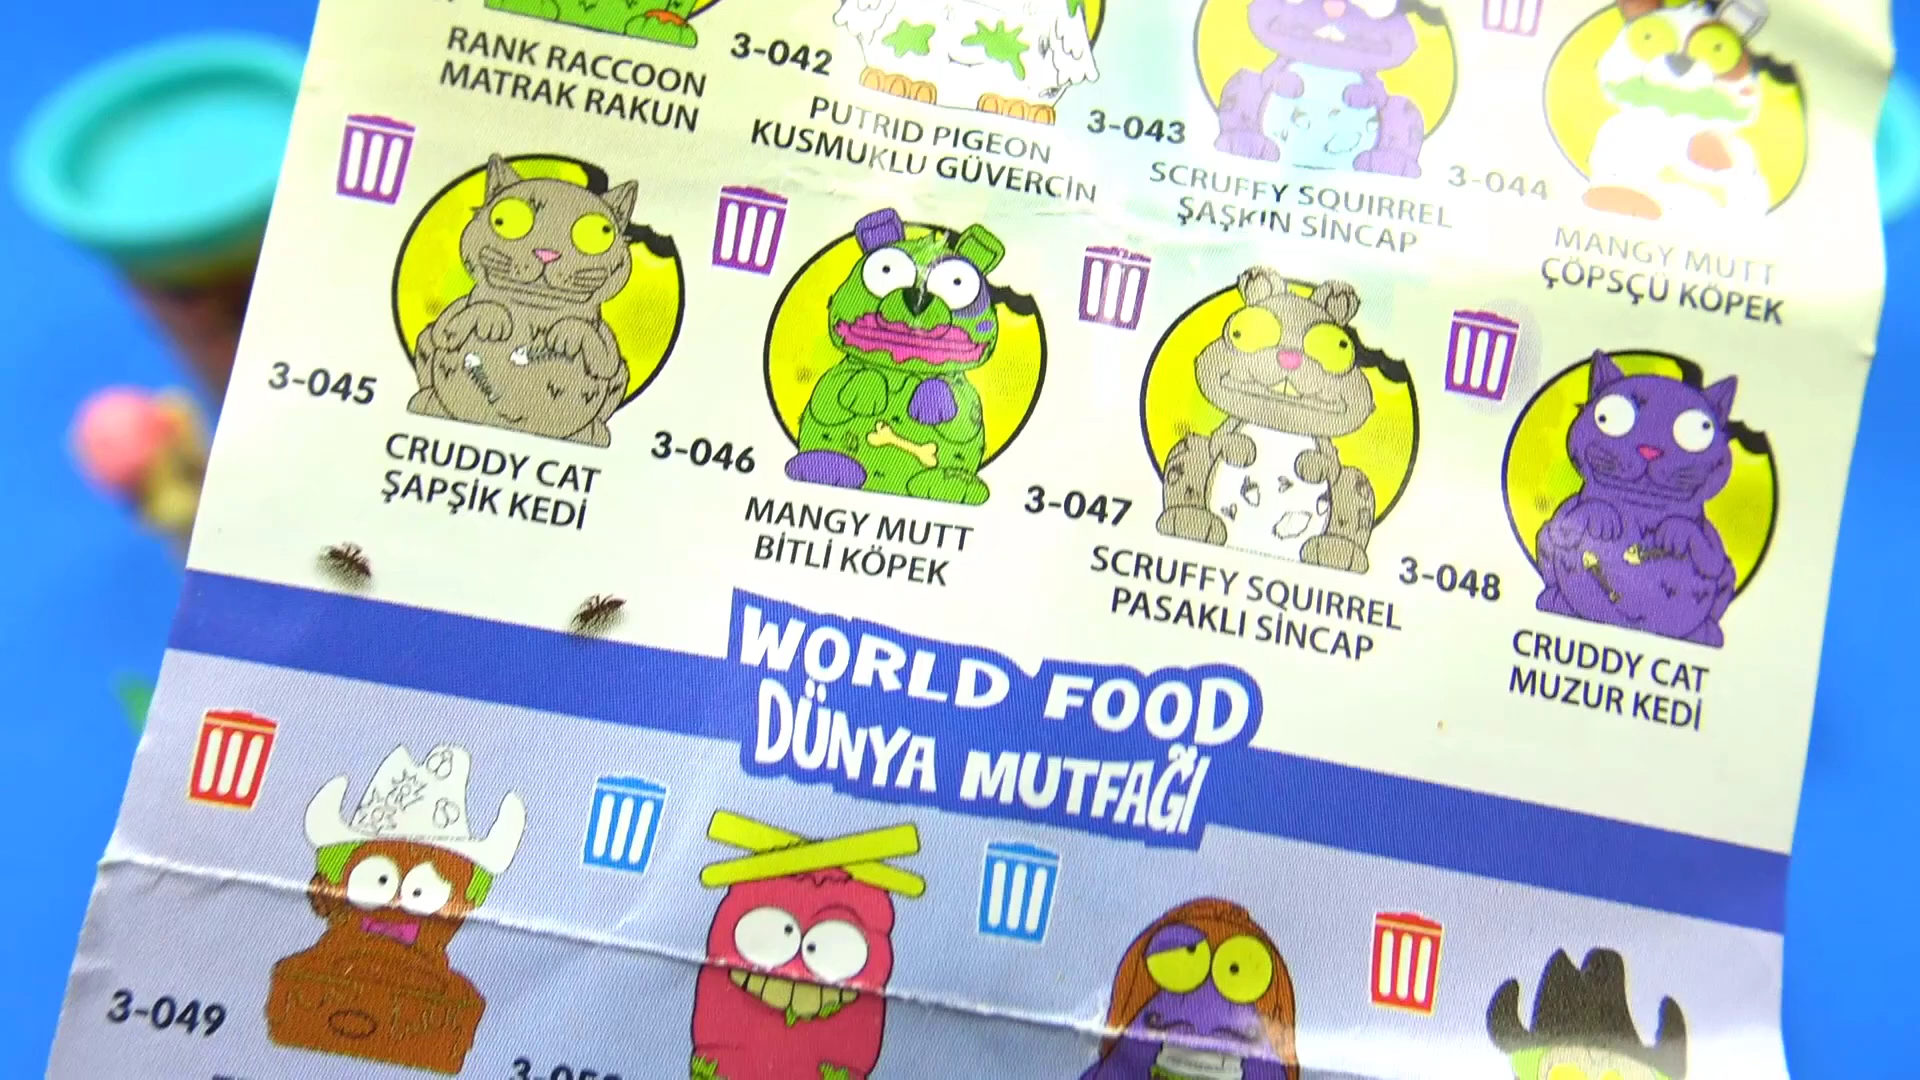 RANK RACCOON
MATRAK RAKUN
3-042
PUTRID PIGEON
KUSMUKLU GÜVERCİN
3-043
SCRUFFY SQUIRREL
ŞAŞKIN SİNCAP
3-044
MANGY MUTT
ÇÖPSÇÜ KÖPEK
3-045
CRUDDY CAT
ŞAPŞİK KEDİ
3-046
MANGY MUTT
BİTLİ KÖPEK
3-047
SCRUFFY SQUIRREL
PASAKLI SİNCAP
3-048
CRUDDY CAT
MUZUR KEDİ
WORLD FOOD
DÜNYA MUTFAĞI
3-049